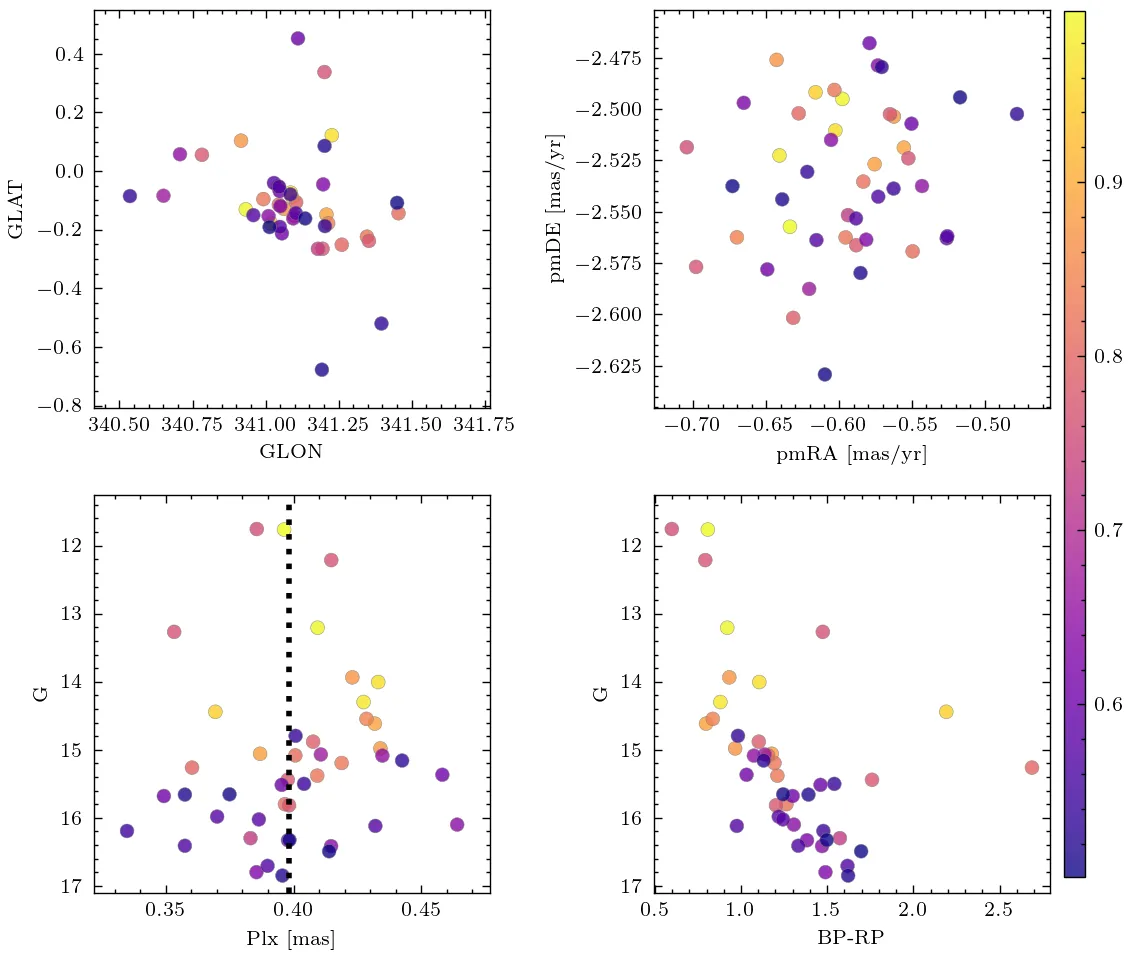 0.4
0.2
0.0
−0.2
−0.4
−0.6
−0.8
GLAT
340.50 340.75 341.00 341.25 341.50 341.75
GLON
−2.475
−2.500
−2.525
−2.550
−2.575
−2.600
−2.625
pmDE [mas/yr]
−0.70 −0.65 −0.60 −0.55 −0.50
pmRA [mas/yr]
0.9
0.8
0.7
0.6
12
13
14
15
16
17
G
0.35 0.40 0.45
Plx [mas]
12
13
14
15
16
17
G
0.5 1.0 1.5 2.0 2.5
BP-RP